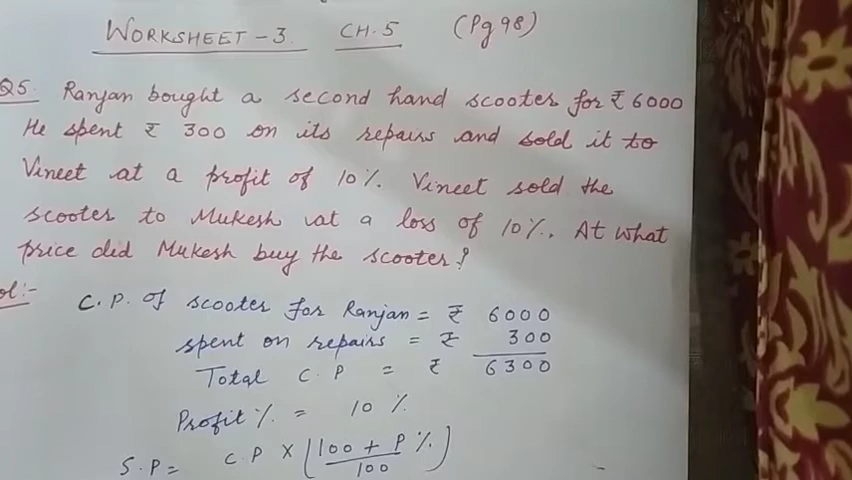 WORKSHEET-3 CH.5 (Pg 98)
Q5. Ranjan bought a second hand scooter for ₹ 6000
He spent ₹ 300 on its repairs and sold it to
Vineet at a profit of 10%. Vineet sold the
scooter to Mukesh at a loss of 10%. At what
price did Mukesh buy the scooter?
ol:- C.P. of scooter for Ranjan = ₹ 6000
spent on repairs = ₹ 300
Total C.P = ₹ 6300
Profit % = 10 %
S.P = C.P X (100 + P %/100)